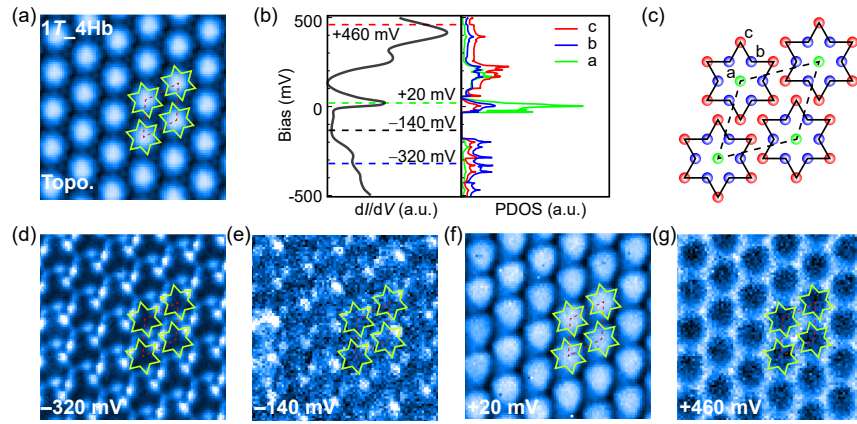 (a)
1T_4Hb
Topo.
(b)
500
0
-500
Bias (mV)
+460 mV
+20 mV
−140 mV
−320 mV
dI/dV (a.u.)
c
b
a
PDOS (a.u.)
(c)
c
b
a
(d)
−320 mV
(e)
−140 mV
(f)
+20 mV
(g)
+460 mV